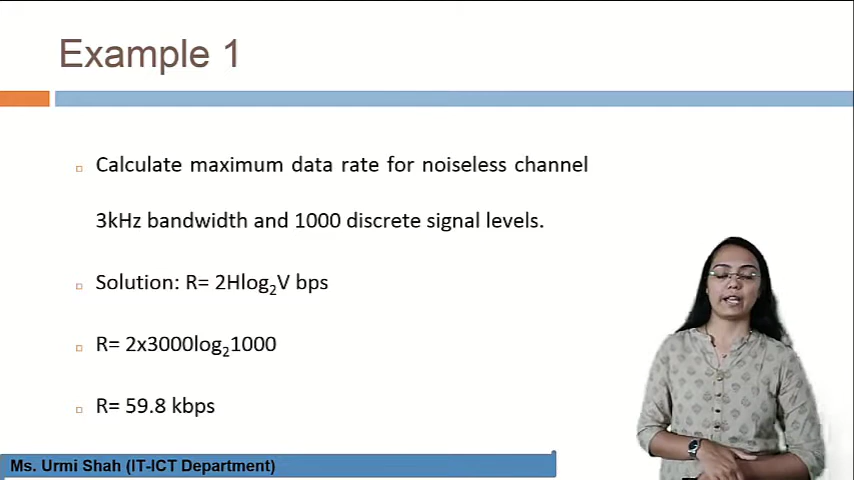 Example 1
Calculate maximum data rate for noiseless channel
3kHz bandwidth and 1000 discrete signal levels.
Solution: R= 2Hlog₂V bps
R= 2x3000log₂1000
R= 59.8 kbps
Ms. Urmi Shah (IT-ICT Department)